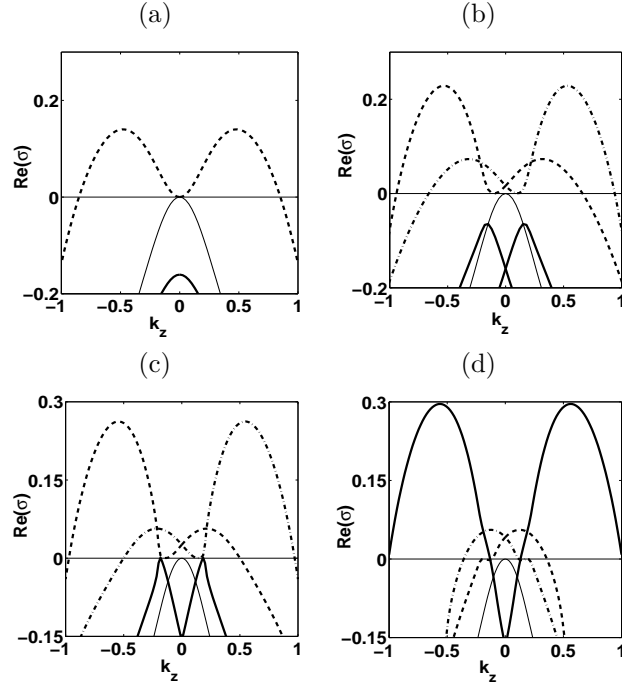 (a) (b)
Re(σ) Re(σ)
0.2 0.2
0 0
−0.2 −0.2
−1 −0.5 0 0.5 1 −1 −0.5 0 0.5 1
k_z k_z
(c) (d)
0.3 0.3
Re(σ) Re(σ)
0.15 0.15
0 0
−0.15 −0.15
−1 −0.5 0 0.5 1 −1 −0.5 0 0.5 1
k_z k_z